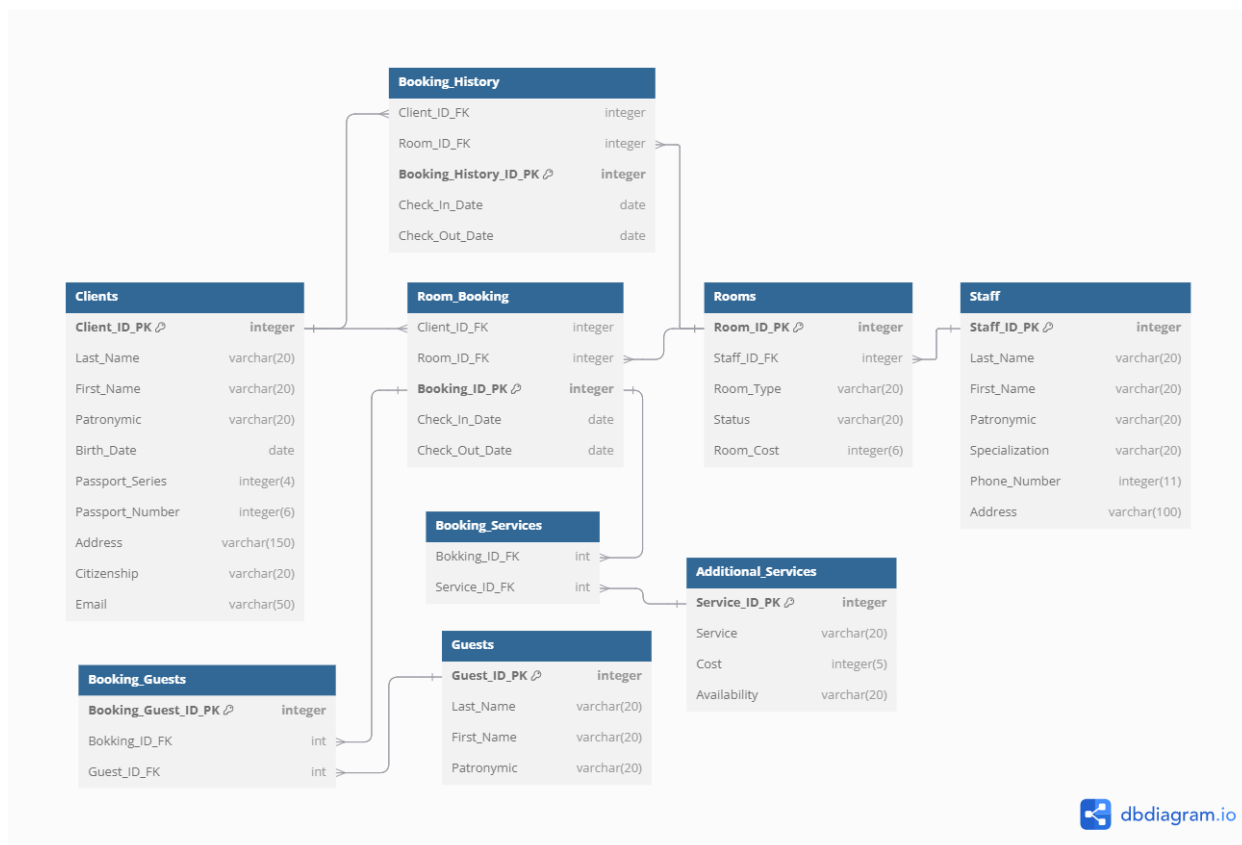 Booking_History
Client_ID_FK integer
Room_ID_FK integer
Booking_History_ID_PK integer
Check_In_Date date
Check_Out_Date date
Clients
Client_ID_PK integer
Last_Name varchar(20)
First_Name varchar(20)
Patronymic varchar(20)
Birth_Date date
Passport_Series integer(4)
Passport_Number integer(6)
Address varchar(150)
Citizenship varchar(20)
Email varchar(50)
Room_Booking
Client_ID_FK integer
Room_ID_FK integer
Booking_ID_PK integer
Check_In_Date date
Check_Out_Date date
Rooms
Room_ID_PK integer
Staff_ID_FK integer
Room_Type varchar(20)
Status varchar(20)
Room_Cost integer(6)
Staff
Staff_ID_PK integer
Last_Name varchar(20)
First_Name varchar(20)
Patronymic varchar(20)
Specialization varchar(20)
Phone_Number integer(11)
Address varchar(100)
Booking_Services
Bokking_ID_FK int
Service_ID_FK int
Additional_Services
Service_ID_PK integer
Service varchar(20)
Cost integer(5)
Availability varchar(20)
Guests
Guest_ID_PK integer
Last_Name varchar(20)
First_Name varchar(20)
Patronymic varchar(20)
Booking_Guests
Booking_Guest_ID_PK integer
Bokking_ID_FK int
Guest_ID_FK int
dbdiagram.io